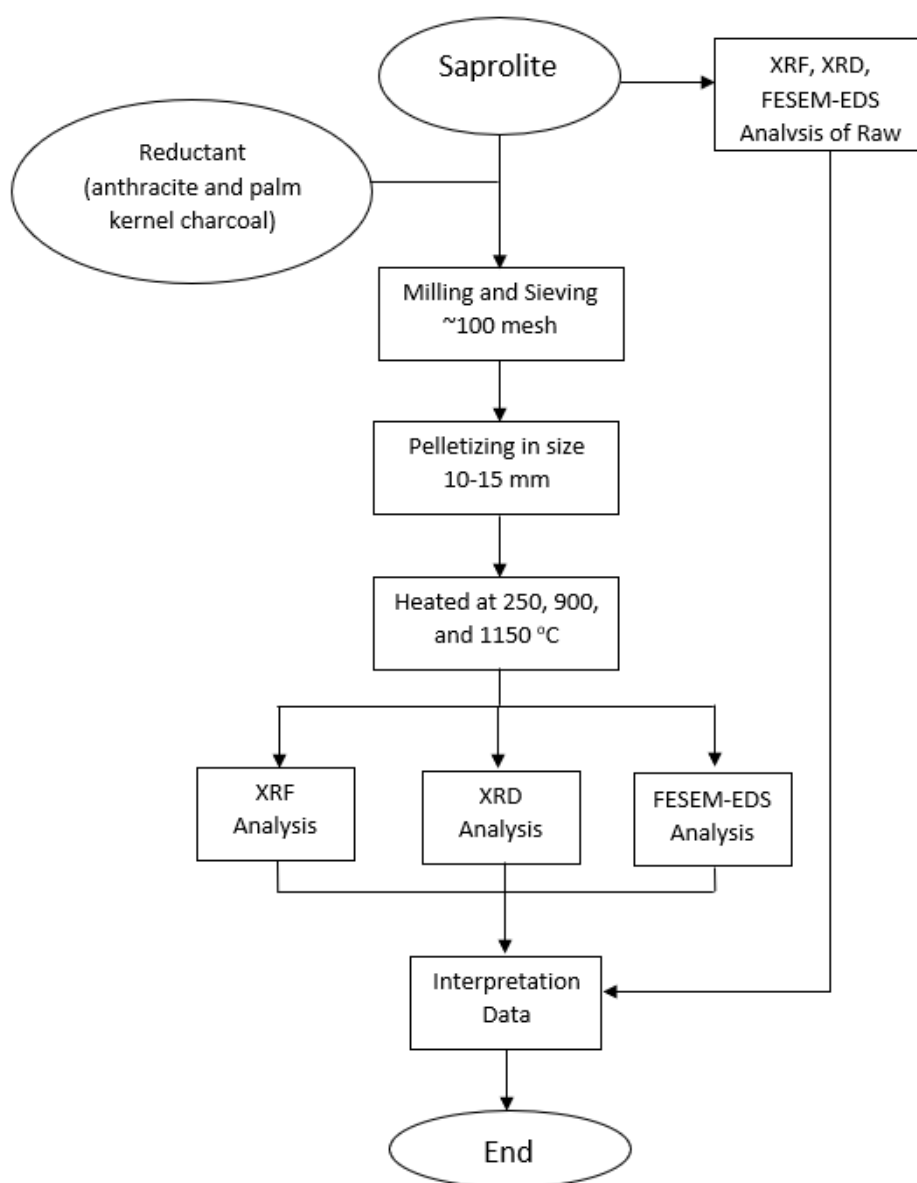 Saprolite
XRF, XRD,
FESEM-EDS
Analysis of Raw
Reductant
(anthracite and palm
kernel charcoal)
Milling and Sieving
~100 mesh
Pelletizing in size
10-15 mm
Heated at 250, 900,
and 1150 °C
XRF
Analysis
XRD
Analysis
FESEM-EDS
Analysis
Interpretation
Data
End